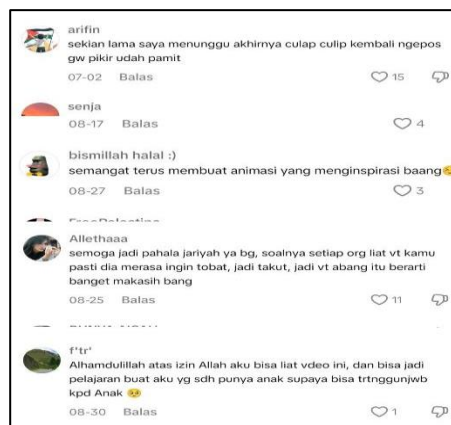 arifin
sekian lama saya menunggu akhirnya culap culip kembali ngepos
gw pikir udah pamit
07-02 Balas 15
senja
08-17 Balas 4
bismillah halal :)
semangat terus membuat animasi yang menginspirasi baang🥺
08-27 Balas 3
Allethaaa
semoga jadi pahala jariyah ya bg, soalnya setiap org liat vt kamu
pasti dia merasa ingin tobat, jadi takut, jadi vt abang itu berarti
banget makasih bang
08-25 Balas 11
f'tr'
Alhamdulillah atas izin Allah aku bisa liat vdeo ini, dan bisa jadi
pelajaran buat aku yg sdh punya anak supaya bisa trtnggunjwb
kpd Anak 🥺
08-30 Balas 1